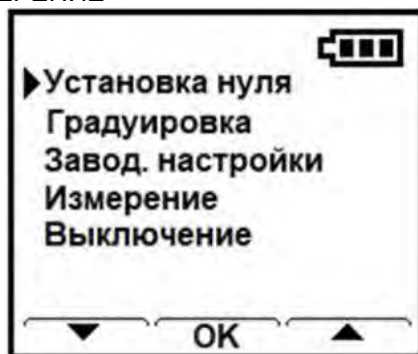 Установка нуля
Градуировка
Завод. настройки
Измерение
Выключение
OK